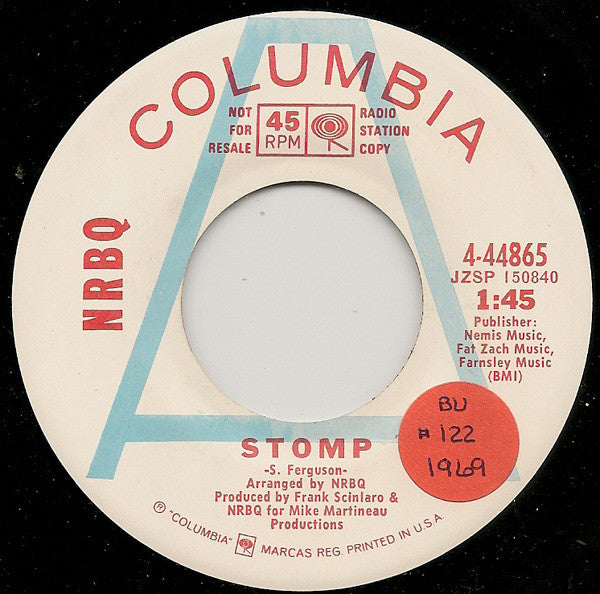 COLUMBIA
NOT
FOR
RESALE
45
RPM
RADIO
STATION
COPY
NRBQ
4-44865
JZSP 150840
1:45
Publisher:
Nemis Music,
Fat Zach Music,
Farnsley Music
(BMI)
BU
#122
1969
STOMP
-S. Ferguson-
Arranged by NRBQ
Produced by Frank Scinlaro &
NRBQ for Mike Martineau
Productions
℗ "COLUMBIA" MARCAS REG. PRINTED IN U.S.A.
A